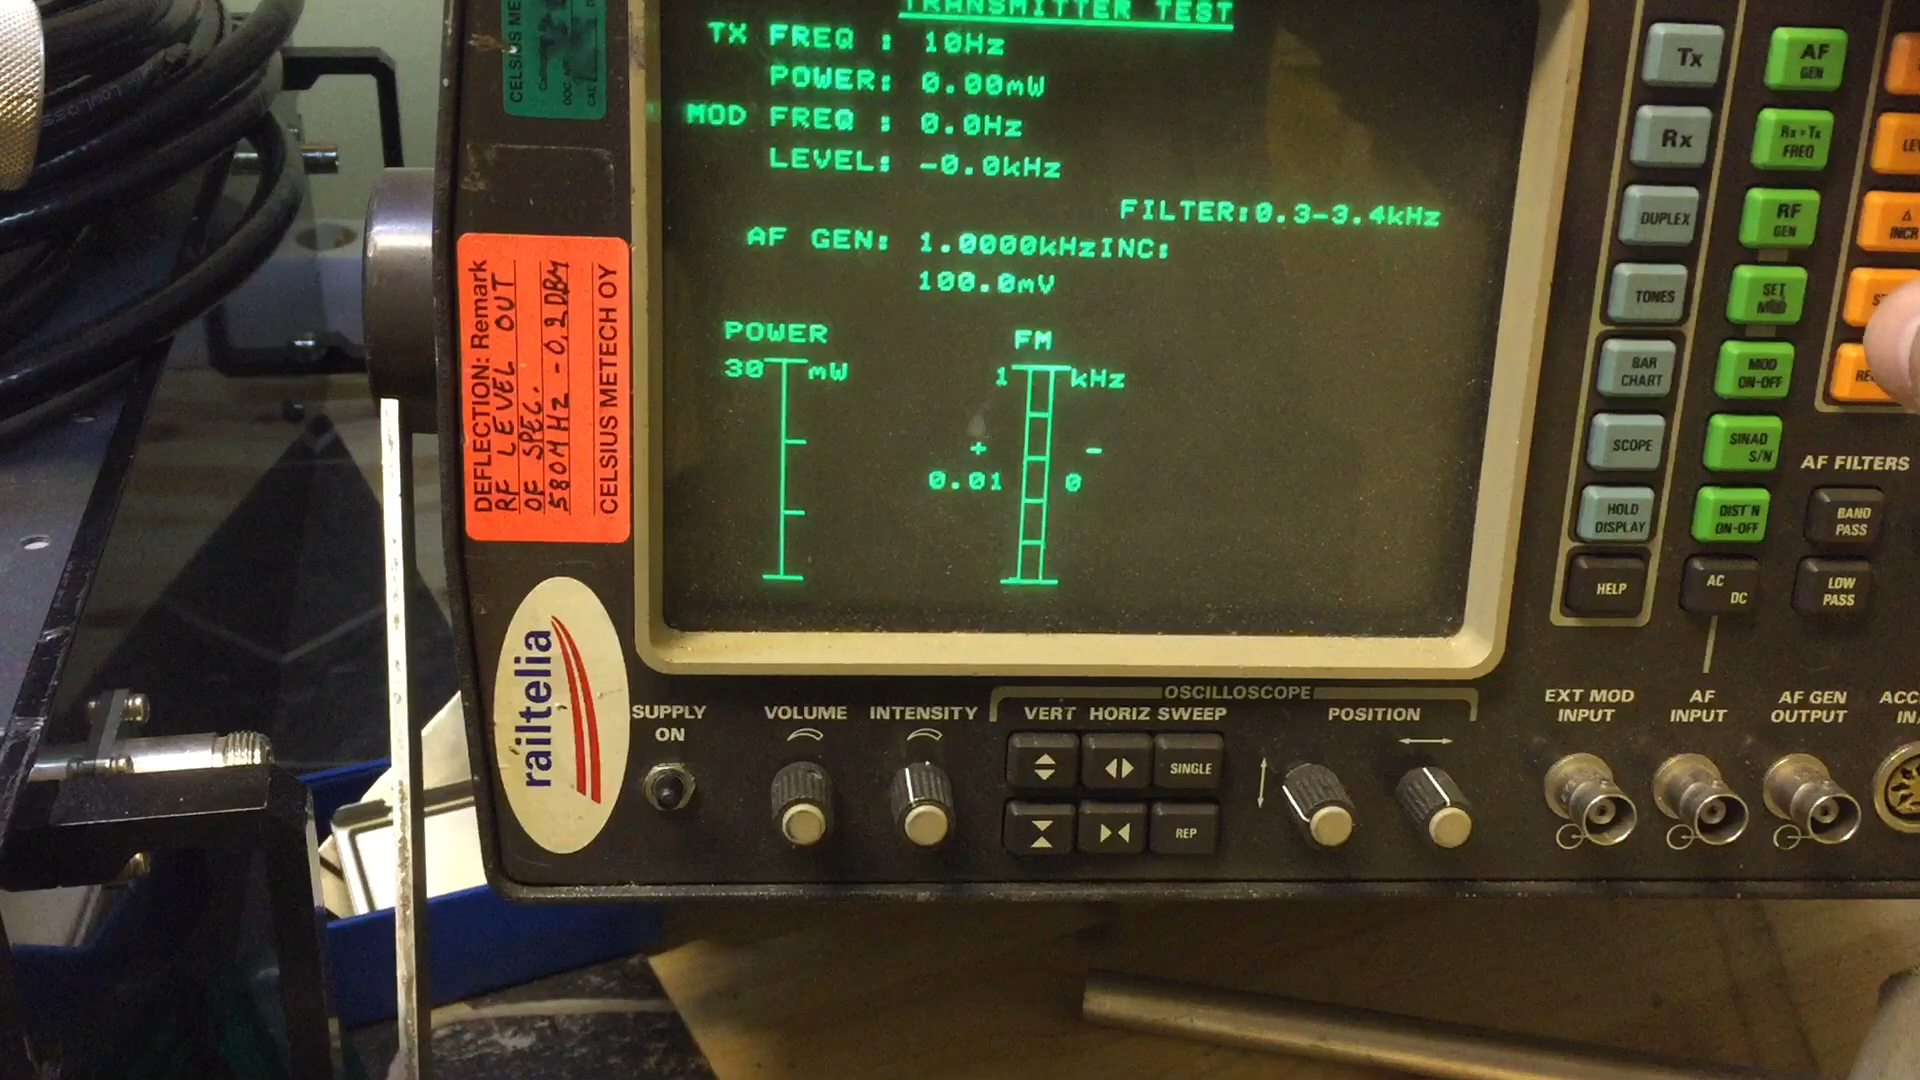 TRANSMITTER TEST
TX FREQ : 10Hz
POWER: 0.00mW
MOD FREQ : 0.0Hz
LEVEL: -0.0kHz
FILTER:0.3-3.4kHz
AF GEN: 1.0000kHzINC:
100.0mV
POWER
30 mW
FM
1 kHz
+ -
0.01 0
CELSIUS ME
DEFLECTION: Remark
RF LEVEL OUT
OF SPEC.
580MHz -0,2DBM
CELSIUS METECH OY
railtelia
Tx
Rx
DUPLEX
TONES
BAR
CHART
SCOPE
HOLD
DISPLAY
HELP
AF
GEN
Rx+Tx
FREQ
RF
GEN
SET
MOD
MOD
ON-OFF
SINAD
S/N
DIST'N
ON-OFF
AC
DC
Δ
INCR
AF FILTERS
BAND
PASS
LOW
PASS
SUPPLY
ON
VOLUME
INTENSITY
OSCILLOSCOPE
VERT HORIZ SWEEP
POSITION
SINGLE
REP
EXT MOD
INPUT
AF
INPUT
AF GEN
OUTPUT